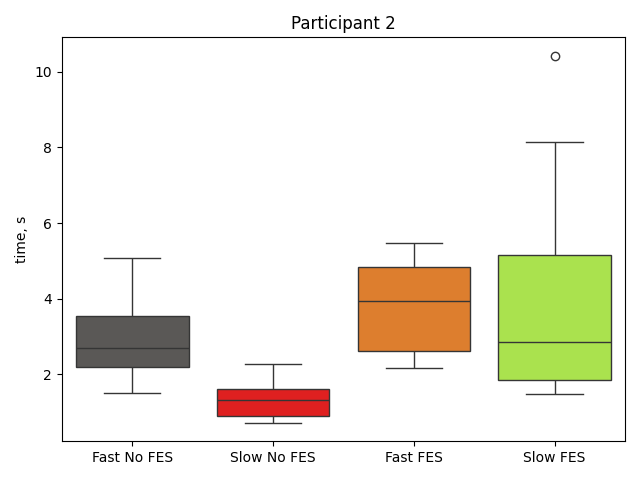 Participant 2
time, s
10
8
6
4
2
Fast No FES
Slow No FES
Fast FES
Slow FES